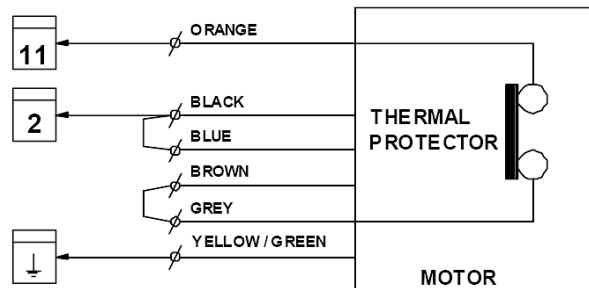 11
ORANGE
2
BLACK
BLUE
BROWN
GREY
YELLOW / GREEN
THERMAL
PROTECTOR
MOTOR